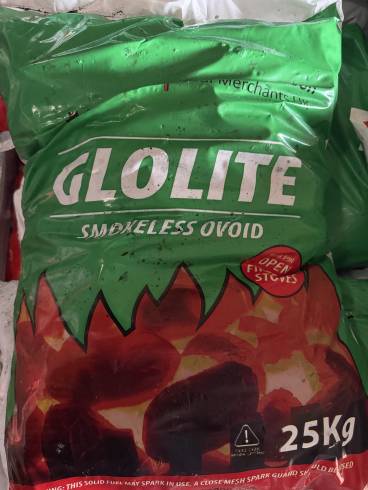 Merchants
GLOLITE
SMOKELESS OVOID
OPEN
STOVES
25Kg
THIS SOLID FUEL MAY SPARK IN USE. A CLOSE MESH SPARK GUARD SHOULD BE USED